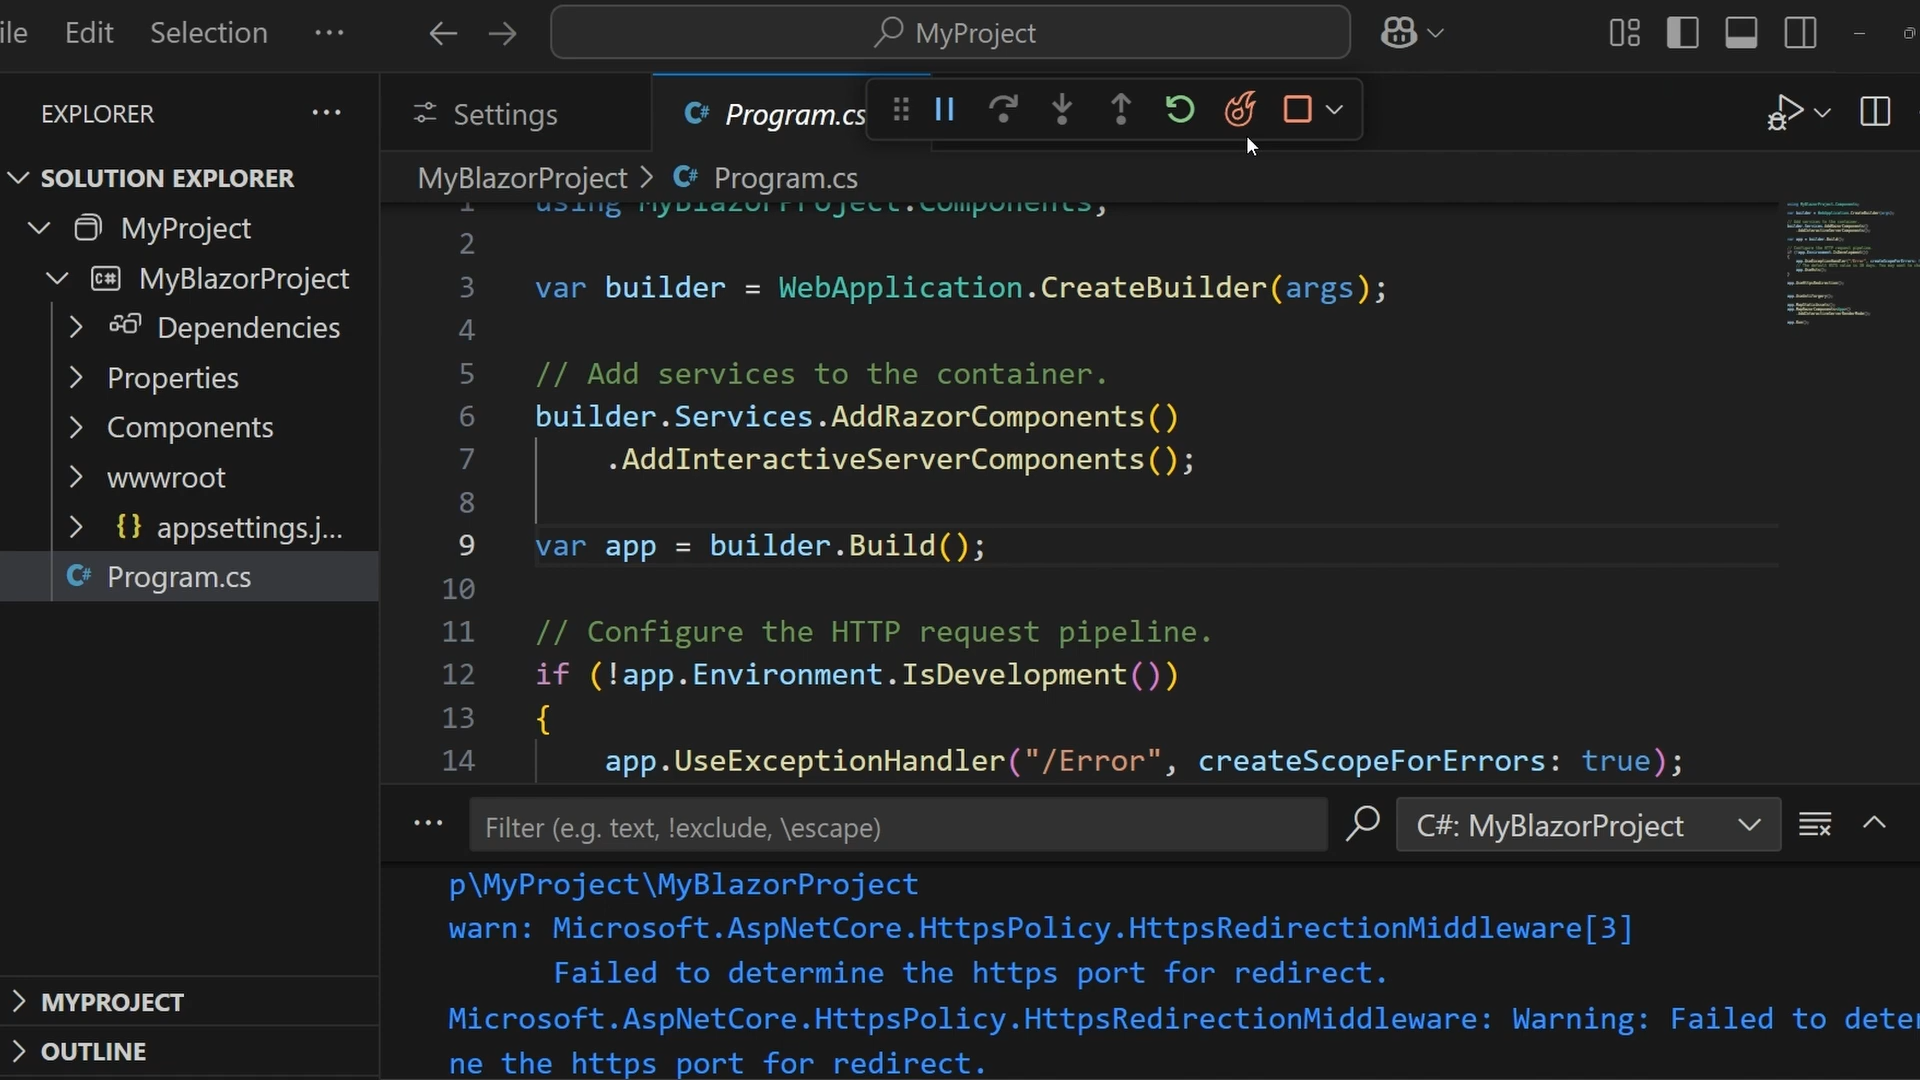 ile Edit Selection ··· MyProject
EXPLORER ···
SOLUTION EXPLORER
MyProject
MyBlazorProject
Dependencies
Properties
Components
wwwroot
{} appsettings.j...
C# Program.cs
MYPROJECT
OUTLINE
Settings
C# Program.cs
MyBlazorProject > C# Program.cs
1 using MyBlazorProject.Components;
2
3 var builder = WebApplication.CreateBuilder(args);
4
5 // Add services to the container.
6 builder.Services.AddRazorComponents()
7 .AddInteractiveServerComponents();
8
9 var app = builder.Build();
10
11 // Configure the HTTP request pipeline.
12 if (!app.Environment.IsDevelopment())
13 {
14 app.UseExceptionHandler("/Error", createScopeForErrors: true);
··· Filter (e.g. text, !exclude, \escape) C#: MyBlazorProject
p\MyProject\MyBlazorProject
warn: Microsoft.AspNetCore.HttpsPolicy.HttpsRedirectionMiddleware[3]
Failed to determine the https port for redirect.
Microsoft.AspNetCore.HttpsPolicy.HttpsRedirectionMiddleware: Warning: Failed to deter
ne the https port for redirect.